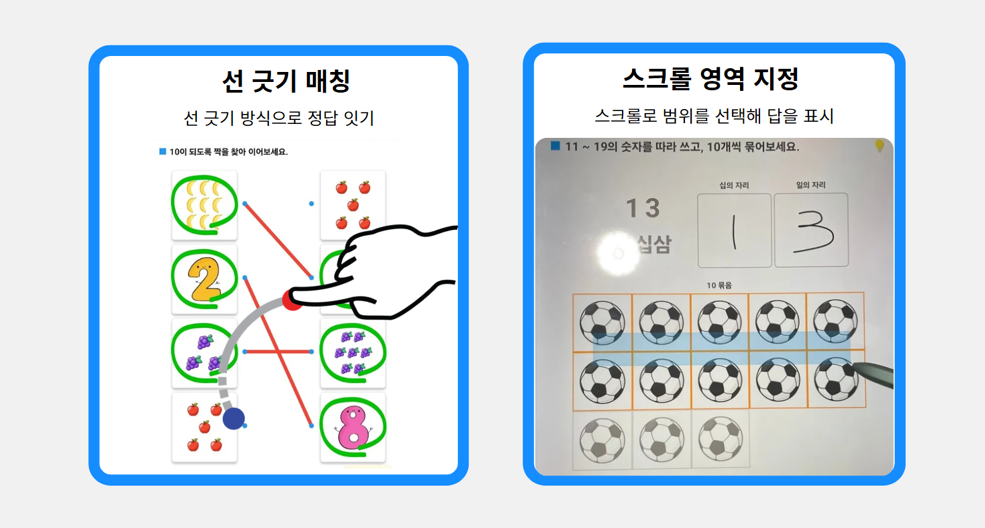 선 긋기 매칭
선 긋기 방식으로 정답 잇기
10이 되도록 짝을 찾아 이어보세요.
2
8
스크롤 영역 지정
스크롤로 범위를 선택해 답을 표시
11 ~ 19의 숫자를 따라 쓰고, 10개씩 묶어보세요.
십의 자리 일의 자리
1 3
1 3
십삼
10 묶음